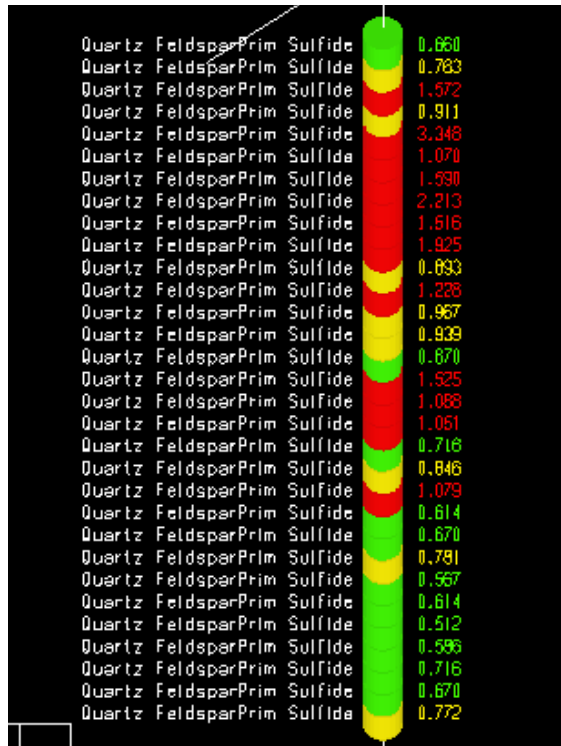 Quartz FeldsparPrim Sulfide 0.660
Quartz FeldsparPrim Sulfide 0.783
Quartz FeldsparPrim Sulfide 1.572
Quartz FeldsparPrim Sulfide 0.911
Quartz FeldsparPrim Sulfide 3.348
Quartz FeldsparPrim Sulfide 1.070
Quartz FeldsparPrim Sulfide 1.590
Quartz FeldsparPrim Sulfide 2.213
Quartz FeldsparPrim Sulfide 1.516
Quartz FeldsparPrim Sulfide 1.925
Quartz FeldsparPrim Sulfide 0.893
Quartz FeldsparPrim Sulfide 1.228
Quartz FeldsparPrim Sulfide 0.967
Quartz FeldsparPrim Sulfide 0.939
Quartz FeldsparPrim Sulfide 0.670
Quartz FeldsparPrim Sulfide 1.525
Quartz FeldsparPrim Sulfide 1.088
Quartz FeldsparPrim Sulfide 1.051
Quartz FeldsparPrim Sulfide 0.716
Quartz FeldsparPrim Sulfide 0.846
Quartz FeldsparPrim Sulfide 1.079
Quartz FeldsparPrim Sulfide 0.614
Quartz FeldsparPrim Sulfide 0.670
Quartz FeldsparPrim Sulfide 0.781
Quartz FeldsparPrim Sulfide 0.567
Quartz FeldsparPrim Sulfide 0.614
Quartz FeldsparPrim Sulfide 0.512
Quartz FeldsparPrim Sulfide 0.586
Quartz FeldsparPrim Sulfide 0.716
Quartz FeldsparPrim Sulfide 0.670
Quartz FeldsparPrim Sulfide 0.772